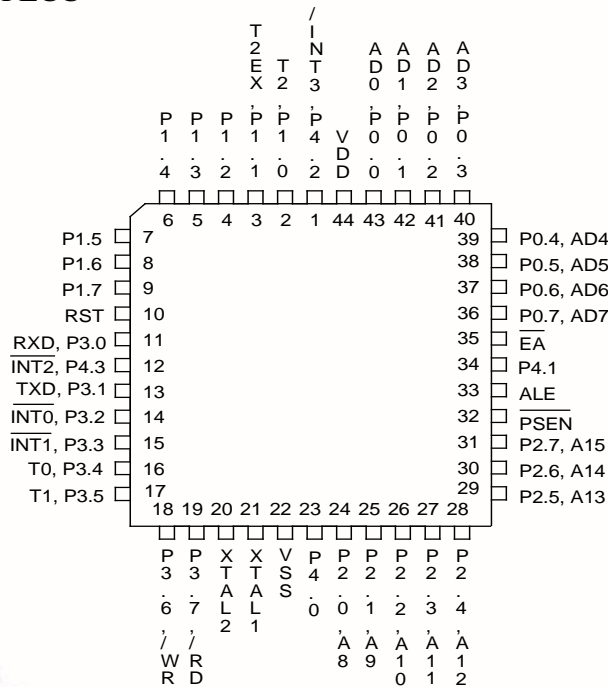 T2EX, P1.1
T2, P1.0
/INT3, P4.2
AD0, P0.0
AD1, P0.1
AD2, P0.2
AD3, P0.3
P1.4
P1.3
P1.2
VDD
6 5 4 3 2 1 44 43 42 41 40
P1.5 7
P1.6 8
P1.7 9
RST 10
RXD, P3.0 11
INT2, P4.3 12
TXD, P3.1 13
INT0, P3.2 14
INT1, P3.3 15
T0, P3.4 16
T1, P3.5 17
39 P0.4, AD4
38 P0.5, AD5
37 P0.6, AD6
36 P0.7, AD7
35 EA
34 P4.1
33 ALE
32 PSEN
31 P2.7, A15
30 P2.6, A14
29 P2.5, A13
18 19 20 21 22 23 24 25 26 27 28
P3.6, /WR
P3.7, /RD
XTAL2
XTAL1
VSS
P4.0
P2.0, A8
P2.1, A9
P2.2, A10
P2.3, A11
P2.4, A12